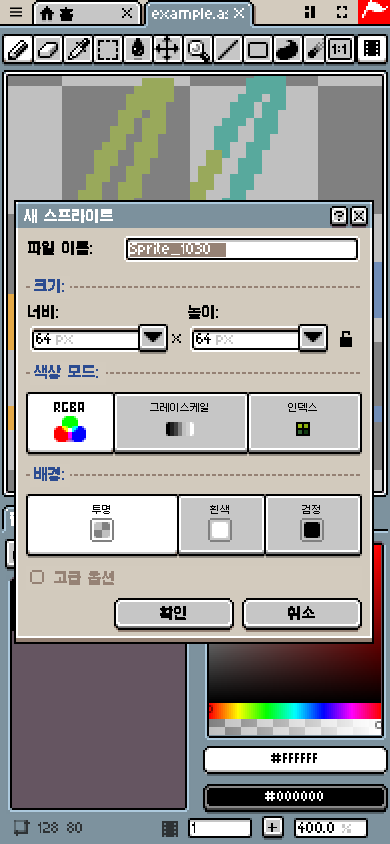 홈 example.as
1:1
새 스프라이트
파일 이름: Sprite_1030
크기:
너비: 높이:
64 px × 64 px
색상 모드:
RGBA 그레이스케일 인덱스
배경:
투명 흰색 검정
고급 옵션
확인 취소
#FFFFFF
#000000
128 80 1 + 400.0 %